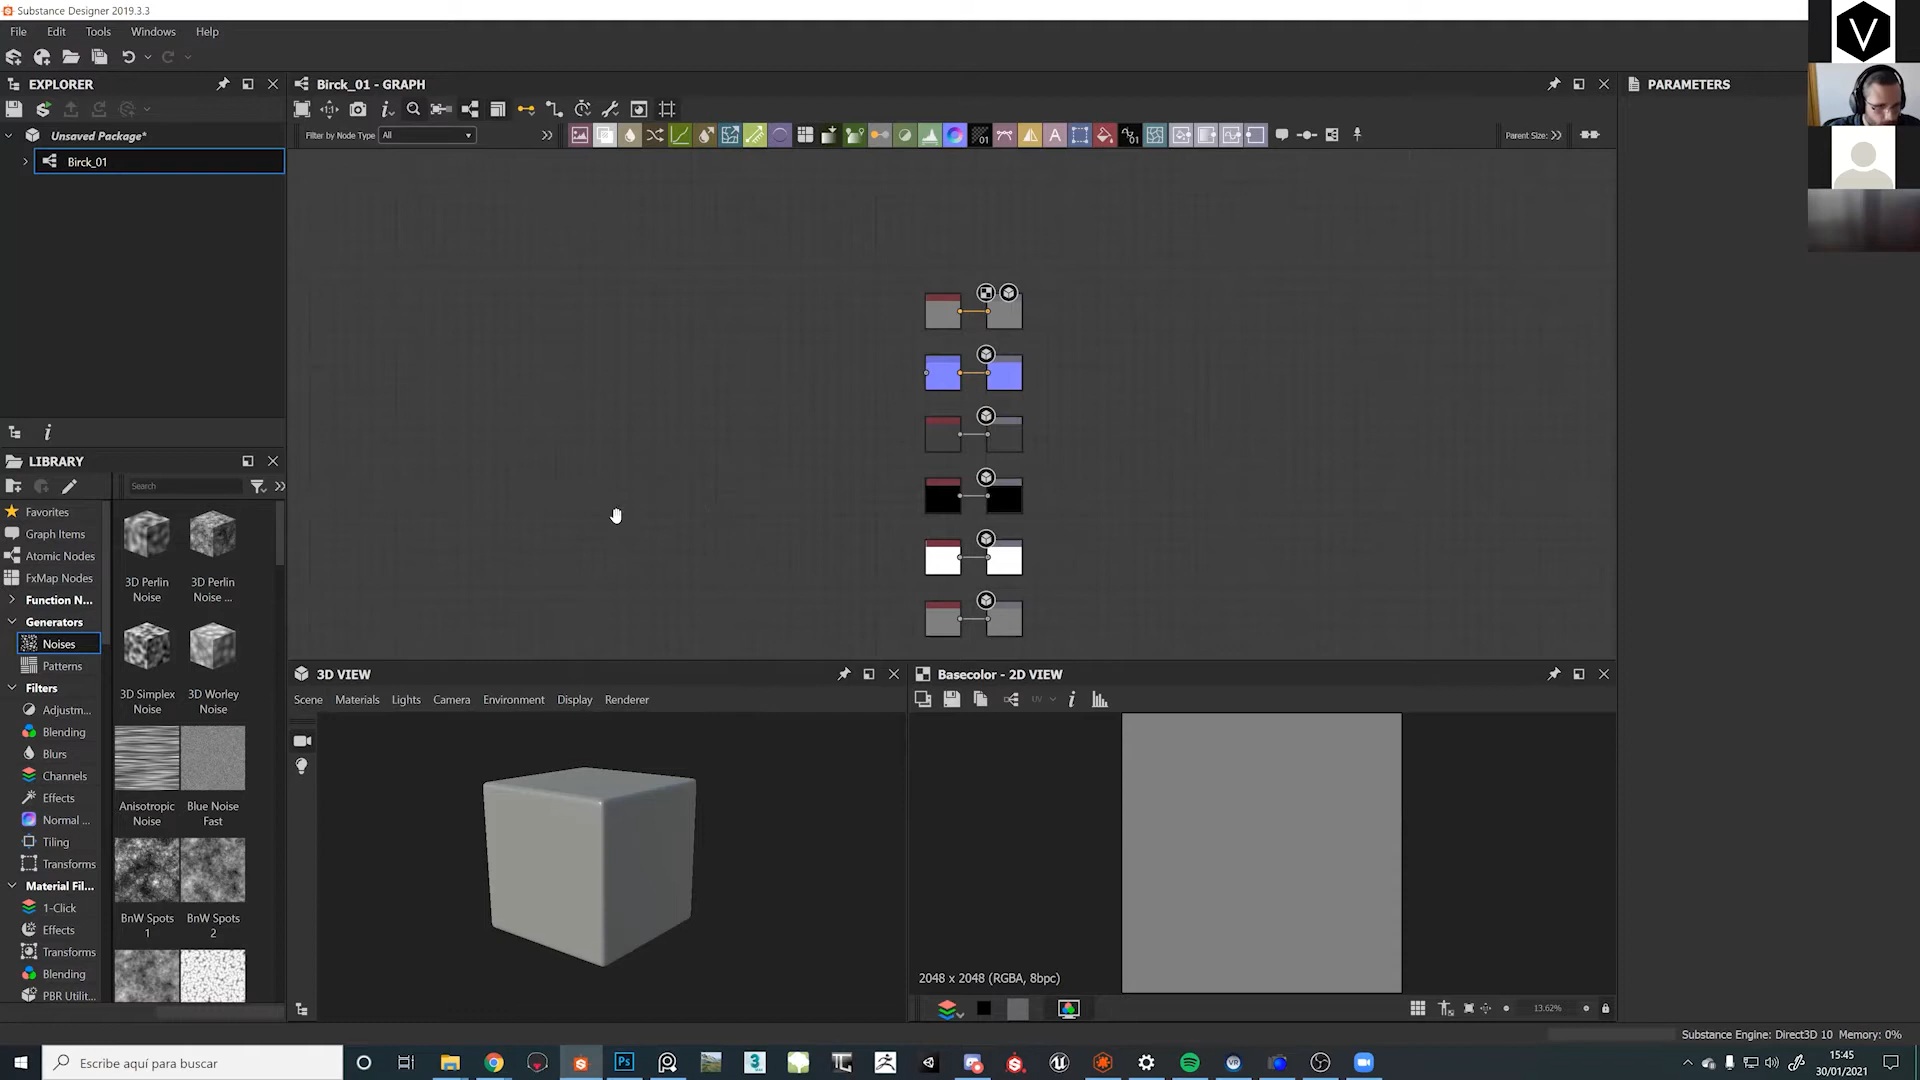 Substance Designer 2019.3.3
File Edit Tools Windows Help
EXPLORER
Unsaved Package*
Birck_01
Birck_01 - GRAPH
Filter by Node Type All
01
A
01
Parent Size:
PARAMETERS
V
LIBRARY
Search
Favorites
Graph Items
Atomic Nodes
FxMap Nodes
Function N...
Generators
Noises
Patterns
Filters
Adjustm...
Blending
Blurs
Channels
Effects
Normal ...
Tiling
Transforms
Material Fil...
1-Click
Effects
Transforms
Blending
PBR Utilit...
3D Perlin
Noise
3D Perlin
Noise ...
3D Simplex
Noise
3D Worley
Noise
Anisotropic
Noise
Blue Noise
Fast
BnW Spots
1
BnW Spots
2
3D VIEW
Scene Materials Lights Camera Environment Display Renderer
Basecolor - 2D VIEW
UV
2048 x 2048 (RGBA, 8bpc)
13.62%
Substance Engine: Direct3D 10 Memory: 0%
Escribe aquí para buscar
Ps
15:45
30/01/2021